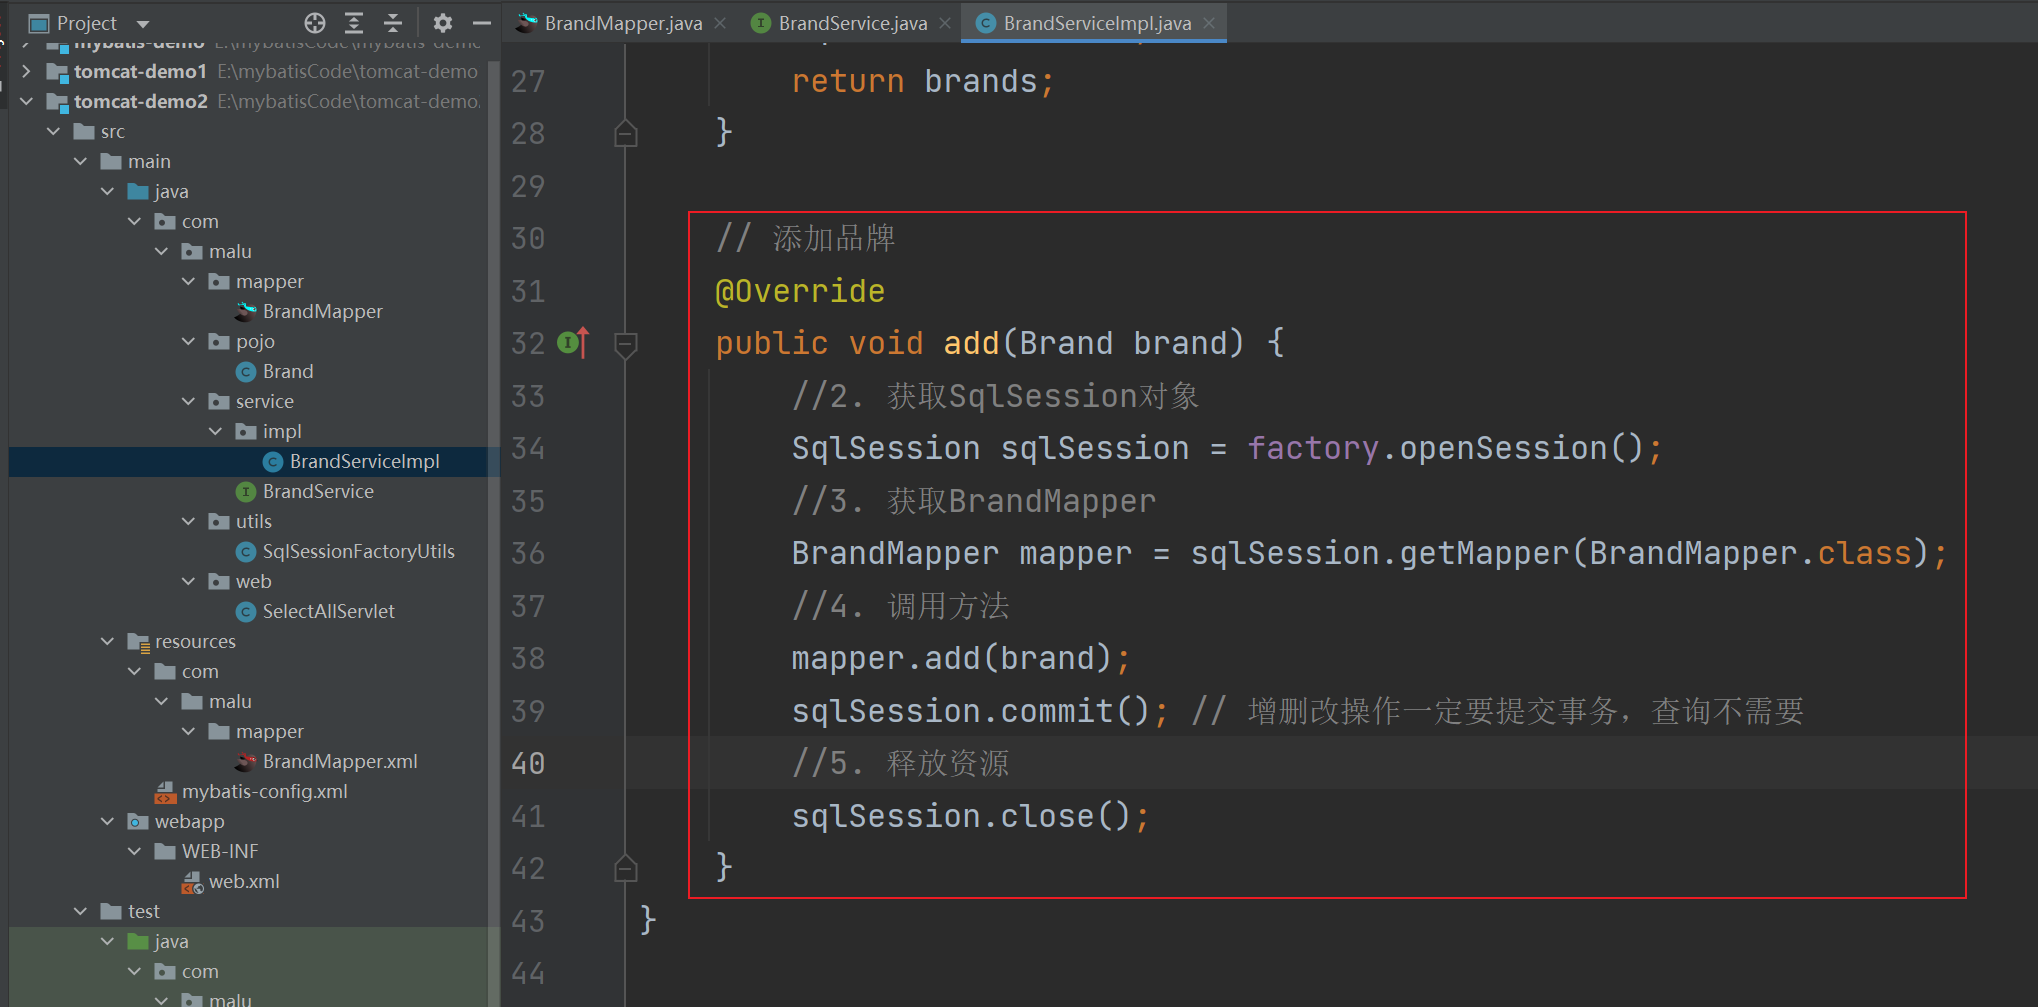 Project
BrandMapper.java
BrandService.java
BrandServiceImpl.java
mybatis-demo E:\mybatisCode\mybatis-demo
tomcat-demo1 E:\mybatisCode\tomcat-demo
tomcat-demo2 E:\mybatisCode\tomcat-demo.
src
main
java
com
malu
mapper
BrandMapper
pojo
Brand
service
impl
BrandServiceImpl
BrandService
utils
SqlSessionFactoryUtils
web
SelectAllServlet
resources
com
malu
mapper
BrandMapper.xml
mybatis-config.xml
webapp
WEB-INF
web.xml
test
java
com
malu
27 return brands;
28 }
29
30 // 添加品牌
31 @Override
32 public void add(Brand brand) {
33 //2. 获取SqlSession对象
34 SqlSession sqlSession = factory.openSession();
35 //3. 获取BrandMapper
36 BrandMapper mapper = sqlSession.getMapper(BrandMapper.class);
37 //4. 调用方法
38 mapper.add(brand);
39 sqlSession.commit(); // 增删改操作一定要提交事务，查询不需要
40 //5. 释放资源
41 sqlSession.close();
42 }
43 }
44